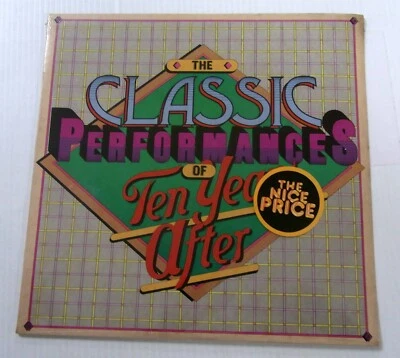 THE
CLASSIC
PERFORMANCES
OF
Ten Yea
After
THE
NICE
PRICE